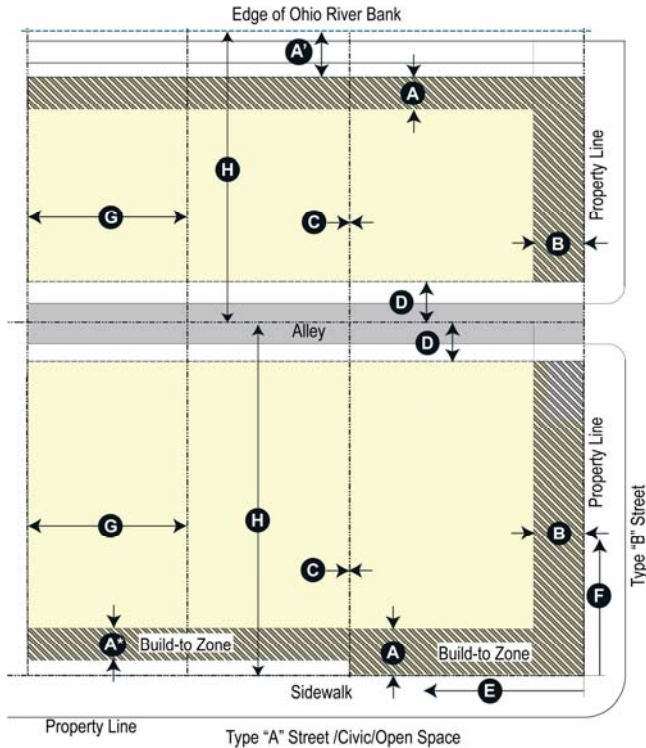 Edge of Ohio River Bank
A'
A
H
Property Line
G
C
B
D
Alley
D
Property Line
H
G
B
Type "B" Street
C
F
A*
Build-to Zone
A
Build-to Zone
Sidewalk
E
Property Line
Type "A" Street /Civic/Open Space